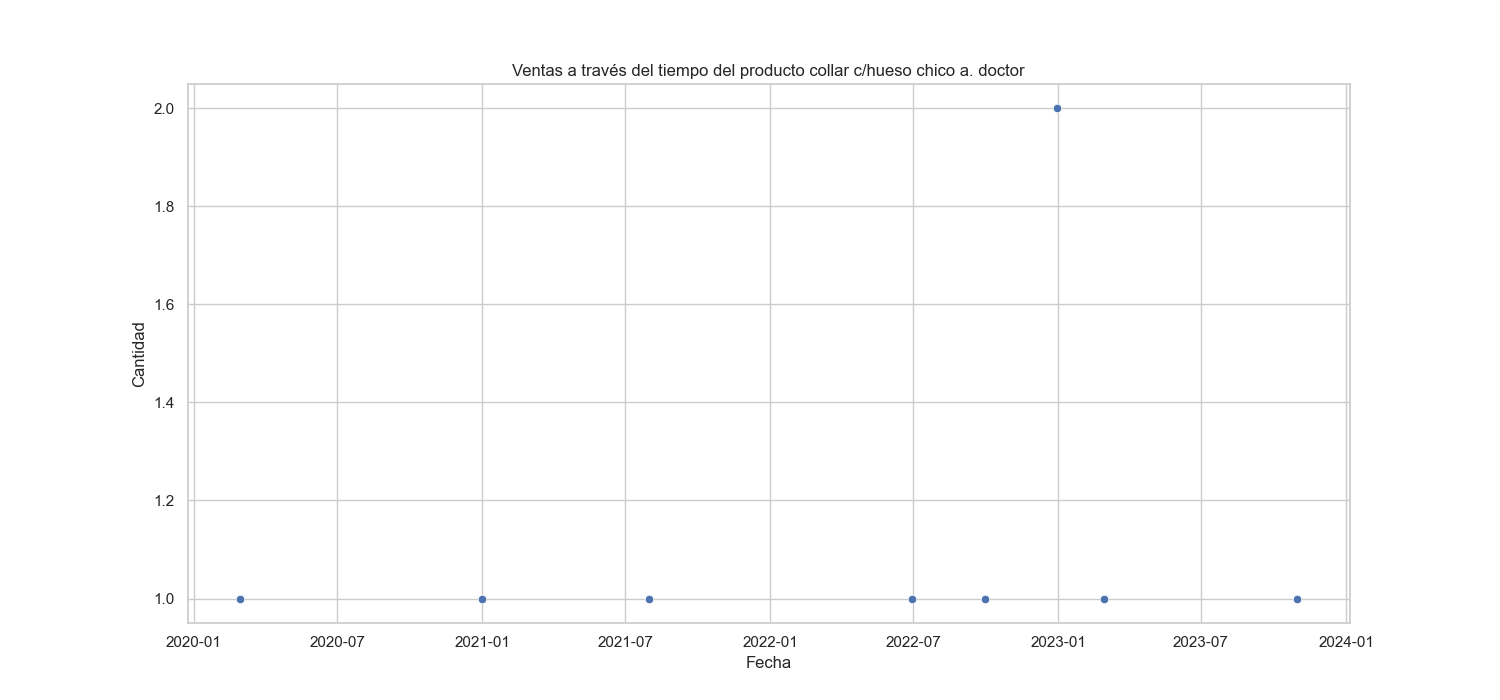 Ventas a través del tiempo del producto collar c/hueso chico a. doctor
2.0
1.8
1.6
1.4
1.2
1.0
Cantidad
2020-01 2020-07 2021-01 2021-07 2022-01 2022-07 2023-01 2023-07 2024-01
Fecha